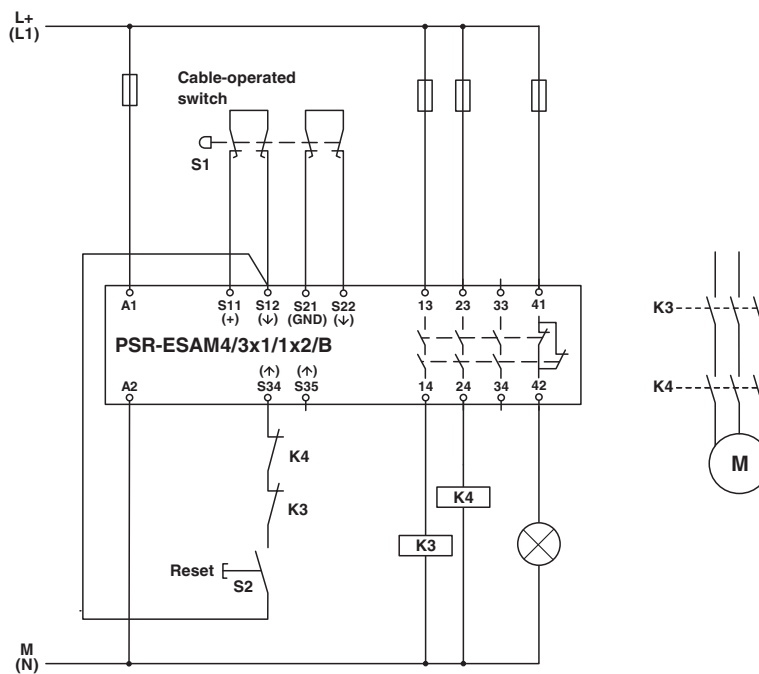 L+
(L1)
Cable-operated
switch
S1
A1 S11 S12 S21 S22 13 23 33 41
(+) (↓) (GND) (↓)
K3
PSR-ESAM4/3x1/1x2/B
(↑) (↑)
A2 S34 S35 14 24 34 42
K4
K4
M
K4
K3
K3
Reset
S2
M
(N)